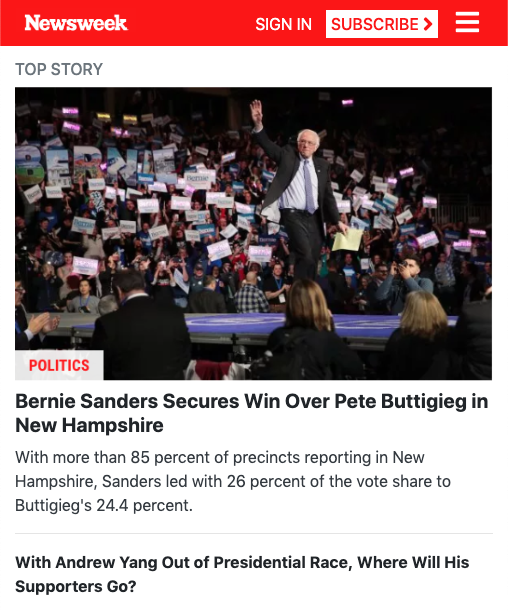 Newsweek
SIGN IN
SUBSCRIBE
TOP STORY
BERNIE
POLITICS
Bernie Sanders Secures Win Over Pete Buttigieg in
New Hampshire
With more than 85 percent of precincts reporting in New
Hampshire, Sanders led with 26 percent of the vote share to
Buttigieg's 24.4 percent.
With Andrew Yang Out of Presidential Race, Where Will His
Supporters Go?